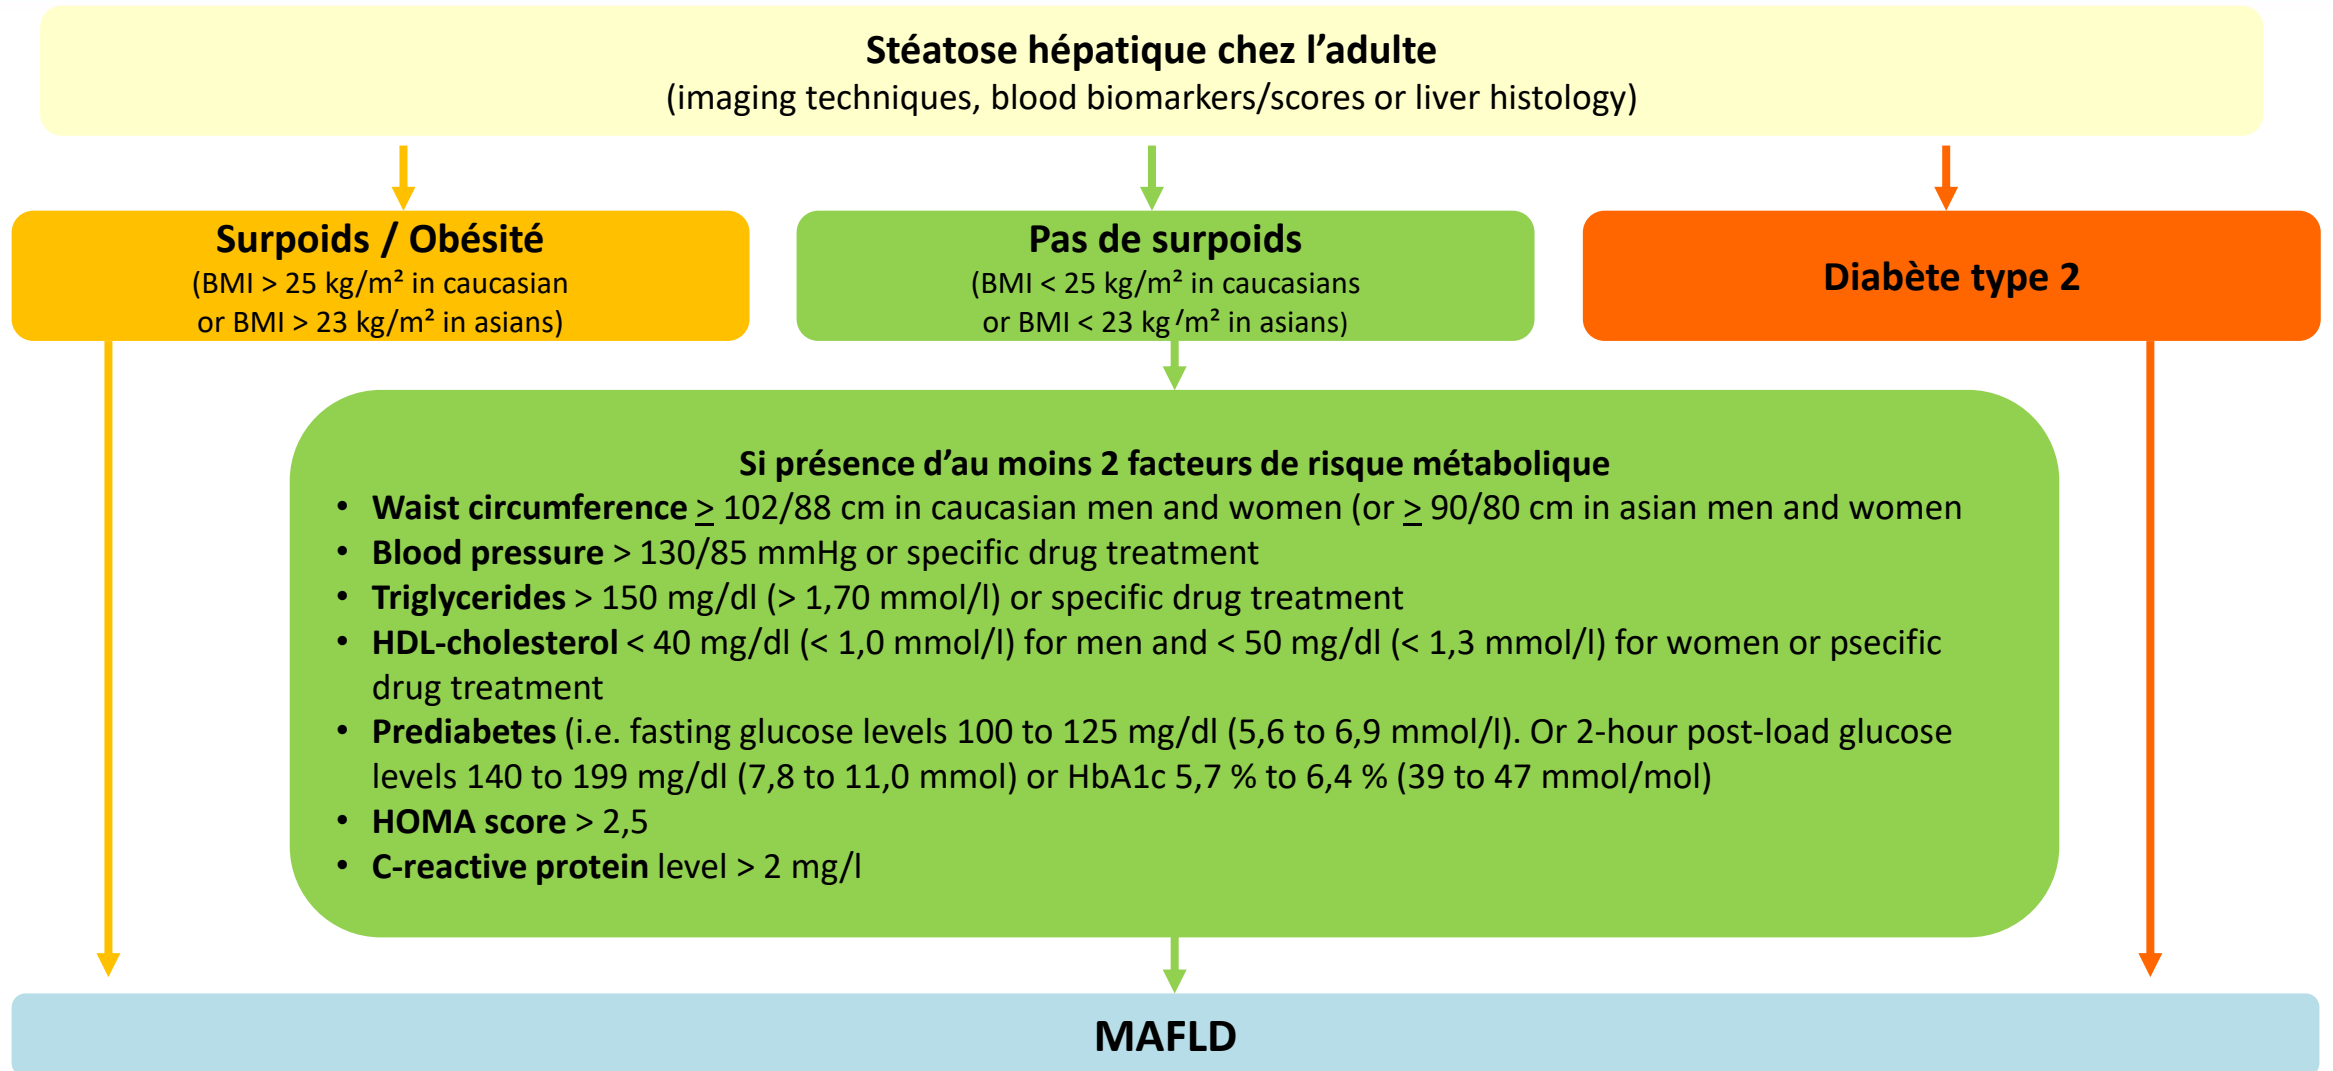 Stéatose hépatique chez l’adulte
(imaging techniques, blood biomarkers/scores or liver histology)
Surpoids / Obésité
(BMI > 25 kg/m² in caucasian
or BMI > 23 kg/m² in asians)
Pas de surpoids
(BMI < 25 kg/m² in caucasians
or BMI < 23 kg/m² in asians)
Diabète type 2
Si présence d’au moins 2 facteurs de risque métabolique
• Waist circumference ≥ 102/88 cm in caucasian men and women (or ≥ 90/80 cm in asian men and women
• Blood pressure > 130/85 mmHg or specific drug treatment
• Triglycerides > 150 mg/dl (> 1,70 mmol/l) or specific drug treatment
• HDL-cholesterol < 40 mg/dl (< 1,0 mmol/l) for men and < 50 mg/dl (< 1,3 mmol/l) for women or psecific
drug treatment
• Prediabetes (i.e. fasting glucose levels 100 to 125 mg/dl (5,6 to 6,9 mmol/l). Or 2-hour post-load glucose
levels 140 to 199 mg/dl (7,8 to 11,0 mmol) or HbA1c 5,7 % to 6,4 % (39 to 47 mmol/mol)
• HOMA score > 2,5
• C-reactive protein level > 2 mg/l
MAFLD